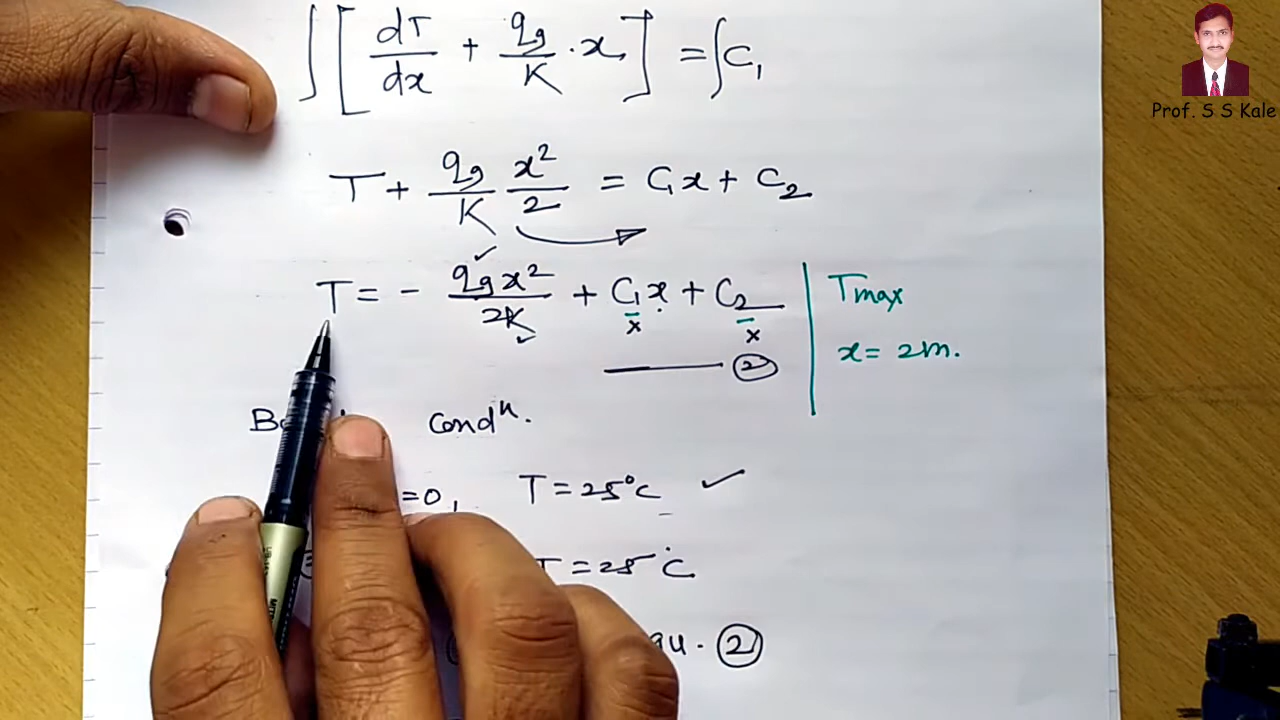 ∫ [ dT/dx + qg/K · x ] = ∫ C₁
Prof. S S Kale
T + qg/K x²/2 = C₁x + C₂
T = - qg x²/2K + C₁x + C₂
Tmax
x = 2m.
x x
②
condⁿ.
=0, T = 25°C
= 25°C
②